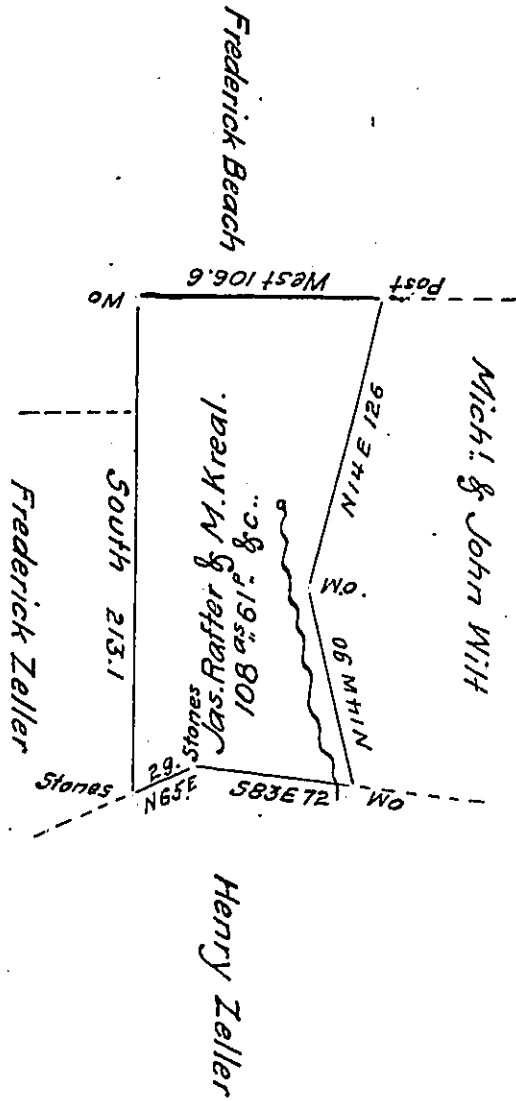 Frederick Beach
West 106.6
Wo
Post
Mich! & John Wilt
N14E 126
Wo.
N14W 90
Jas. Rafter & M. Kreal.
108 as " 61 P " &c..
South 213.1
Frederick Zeller
Stones
29.
N65E
Stones
S83E 72
Wo
Henry Zeller